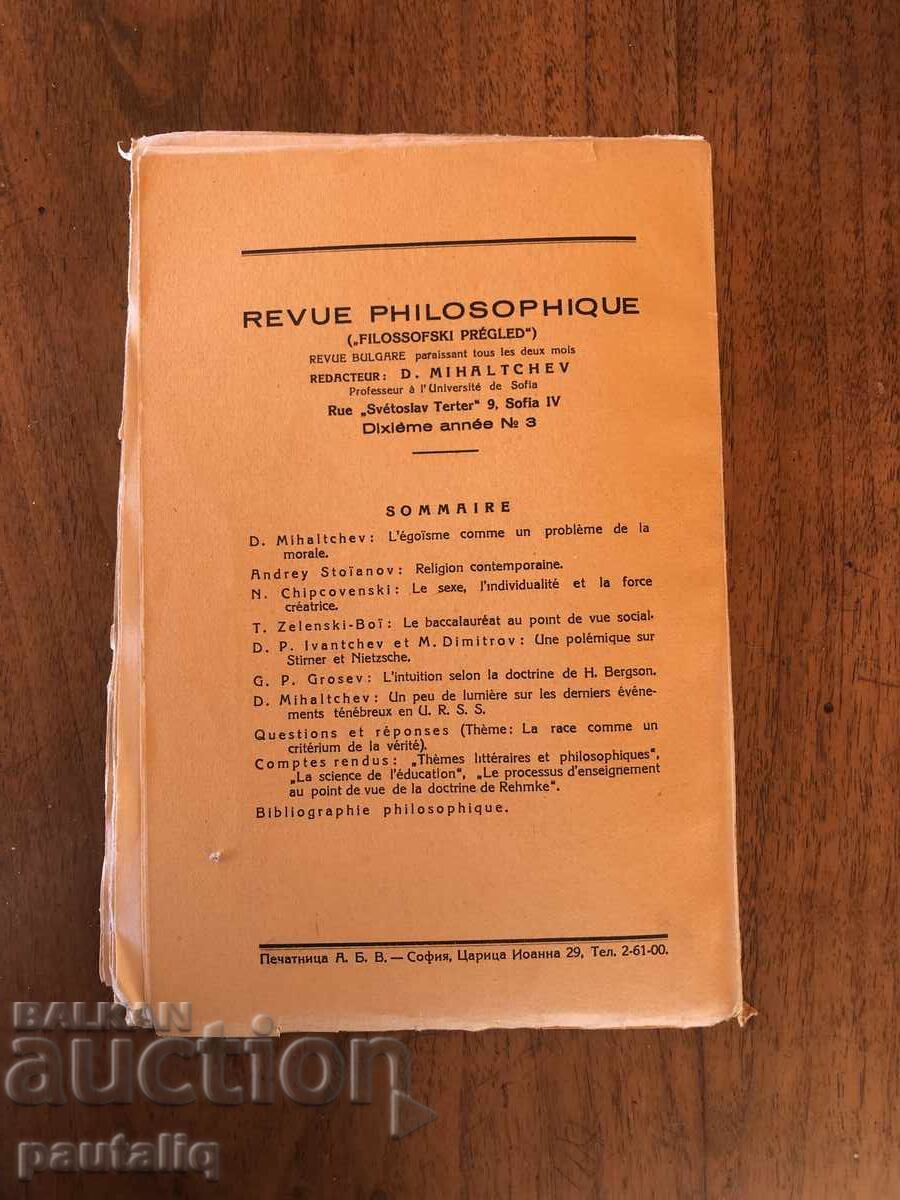 REVUE PHILOSOPHIQUE
(„FILOSSOFSKI PRÉGLED“)
REVUE BULGARE paraissant tous les deux mois
REDACTEUR: D. MIHALTCHEV
Professeur à l'Université de Sofia
Rue „Svétoslav Terter“ 9, Sofia IV
Dixième année № 3
SOMMAIRE
D. Mihaltchev: L'égoïsme comme un problème de la
morale.
Andrey Stoïanov: Religion contemporaine.
N. Chipcovenski: Le sexe, l'individualité et la force
créatrice.
T. Zelenski-Boï: Le baccalauréat au point de vue social.
D. P. Ivantchev et M. Dimitrov: Une polémique sur
Stirner et Nietzsche.
G. P. Grosev: L'intuition selon la doctrine de H. Bergson.
D. Mihaltchev: Un peu de lumière sur les derniers événe-
ments ténébreux en U. R. S. S.
Questions et réponses (Thème: La race comme un
critérium de la vérité).
Comptes rendus: „Thèmes littéraires et philosophiques“,
„La science de l'éducation“, „Le processus d'enseignement
au point de vue de la doctrine de Rehmke“.
Bibliographie philosophique.
Печатница А. Б. В. — София, Царица Иоанна 29, Тел. 2-61-00.
BALKAN
auction
pautaliq